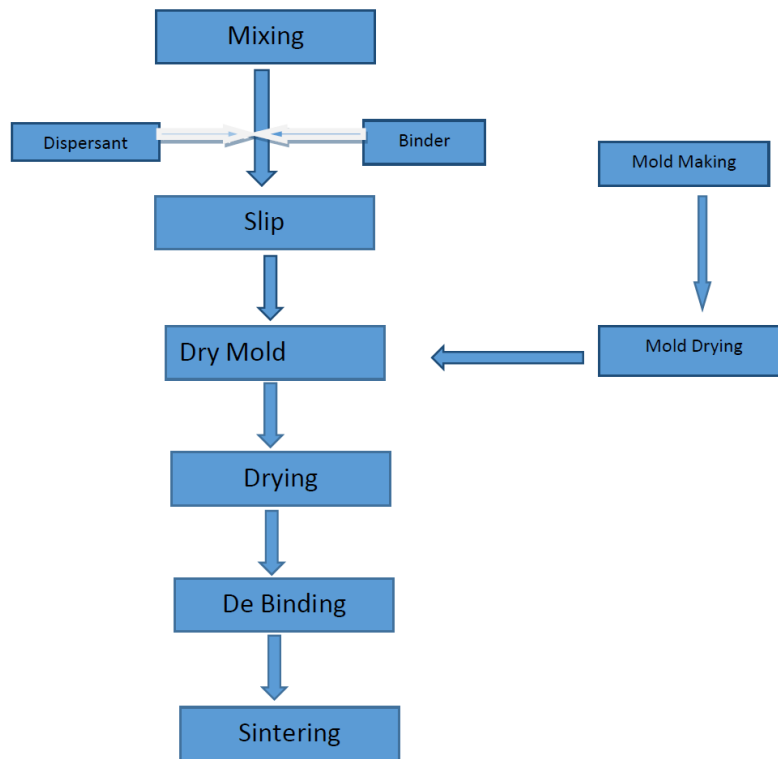 Mixing
Dispersant
Binder
Mold Making
Slip
Dry Mold
Mold Drying
Drying
De Binding
Sintering